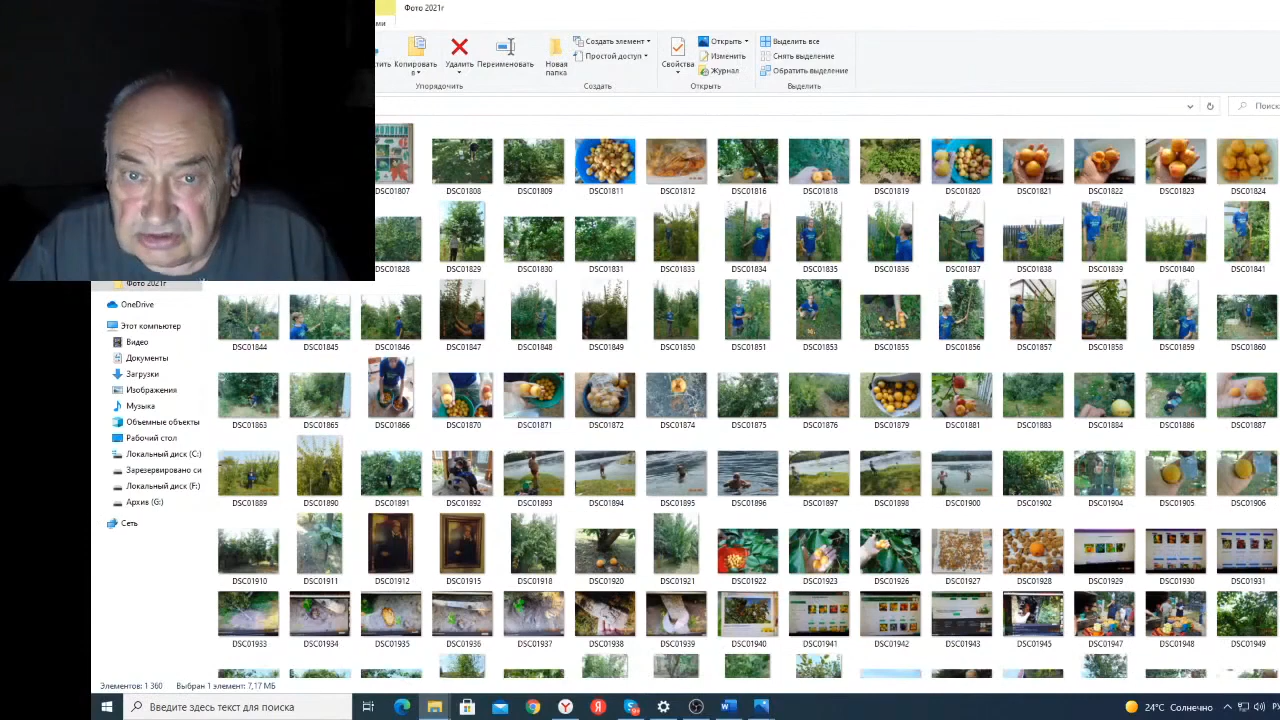 Фото 2021г
ами
Копировать
в
Удалить
Переименовать
Новая
папка
Создать элемент
Простой доступ
Свойства
Открыть
Изменить
Журнал
Выделить все
Снять выделение
Обратить выделение
Упорядочить
Создать
Открыть
Выделить
Поиск
DSC01807 DSC01808 DSC01809 DSC01811 DSC01812 DSC01816 DSC01818 DSC01819 DSC01820 DSC01821 DSC01822 DSC01823 DSC01824
DSC01828 DSC01829 DSC01830 DSC01831 DSC01833 DSC01834 DSC01835 DSC01836 DSC01837 DSC01838 DSC01839 DSC01840 DSC01841
Фото 2021г
OneDrive
Этот компьютер
Видео
Документы
Загрузки
Изображения
Музыка
Объемные объекты
Рабочий стол
Локальный диск (C:)
Зарезервировано си
Локальный диск (F:)
Архив (G:)
Сеть
DSC01844 DSC01845 DSC01846 DSC01847 DSC01848 DSC01849 DSC01850 DSC01851 DSC01853 DSC01855 DSC01856 DSC01857 DSC01858 DSC01859 DSC01860
DSC01863 DSC01865 DSC01866 DSC01870 DSC01871 DSC01872 DSC01874 DSC01875 DSC01876 DSC01879 DSC01881 DSC01883 DSC01884 DSC01886 DSC01887
DSC01889 DSC01890 DSC01891 DSC01892 DSC01893 DSC01894 DSC01895 DSC01896 DSC01897 DSC01898 DSC01900 DSC01902 DSC01904 DSC01905 DSC01906
DSC01910 DSC01911 DSC01912 DSC01915 DSC01918 DSC01920 DSC01921 DSC01922 DSC01923 DSC01926 DSC01927 DSC01928 DSC01929 DSC01930 DSC01931
DSC01933 DSC01934 DSC01935 DSC01936 DSC01937 DSC01938 DSC01939 DSC01940 DSC01941 DSC01942 DSC01943 DSC01945 DSC01947 DSC01948 DSC01949
Элементов: 1 360 Выбран 1 элемент: 7,17 МБ
Введите здесь текст для поиска
24°C Солнечно